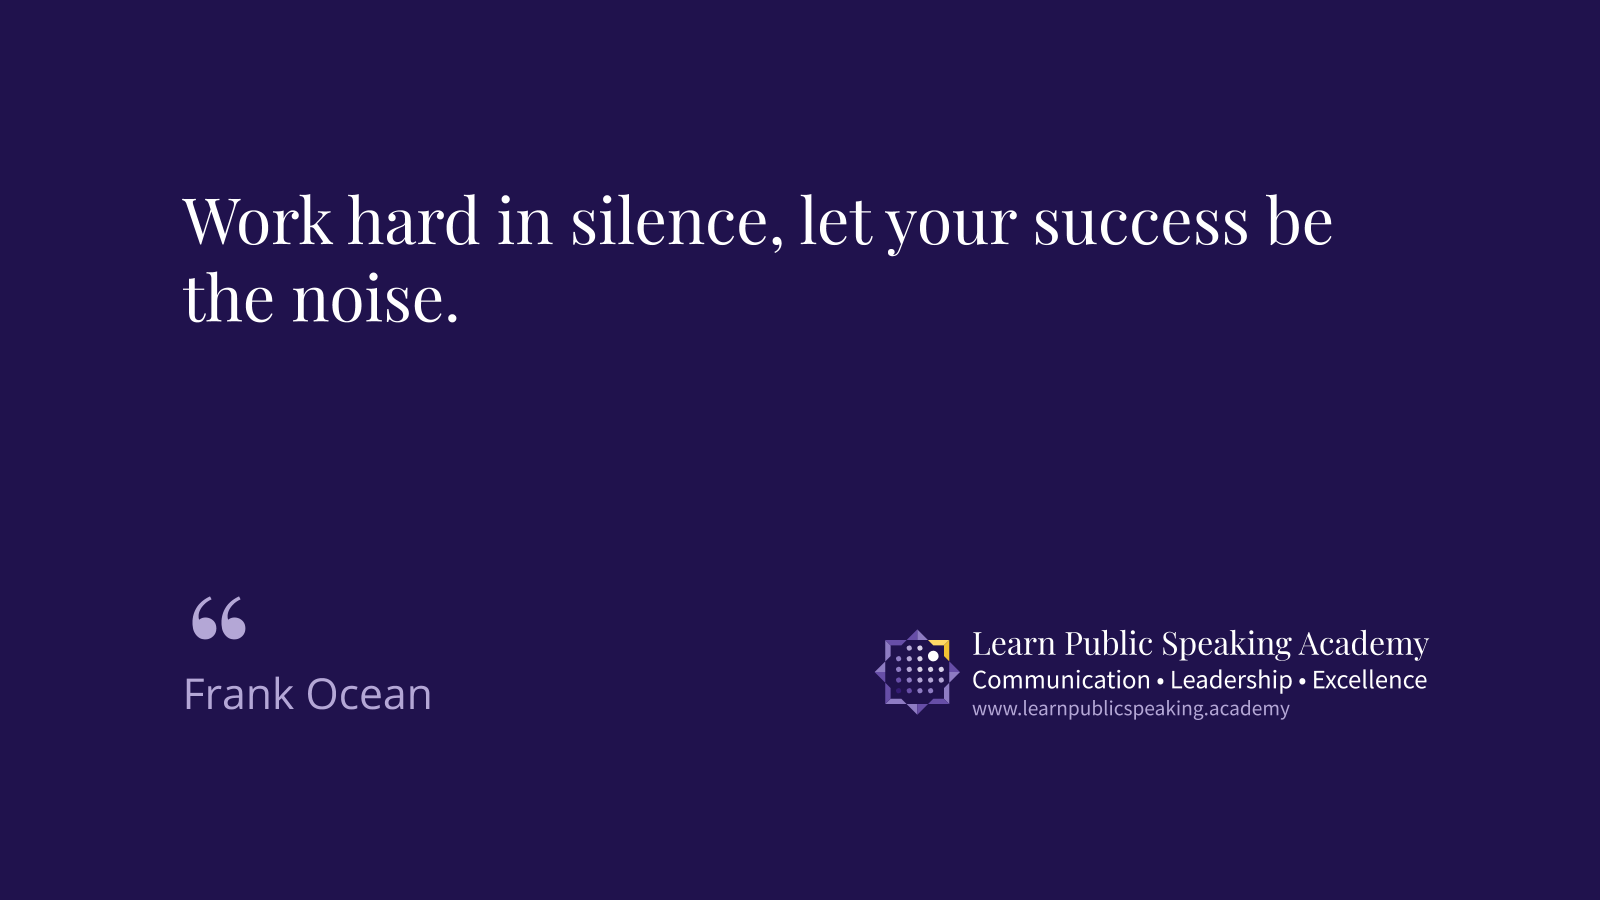 Work hard in silence, let your success be
the noise.
“
Frank Ocean
Learn Public Speaking Academy
Communication • Leadership • Excellence
www.learnpublicspeaking.academy